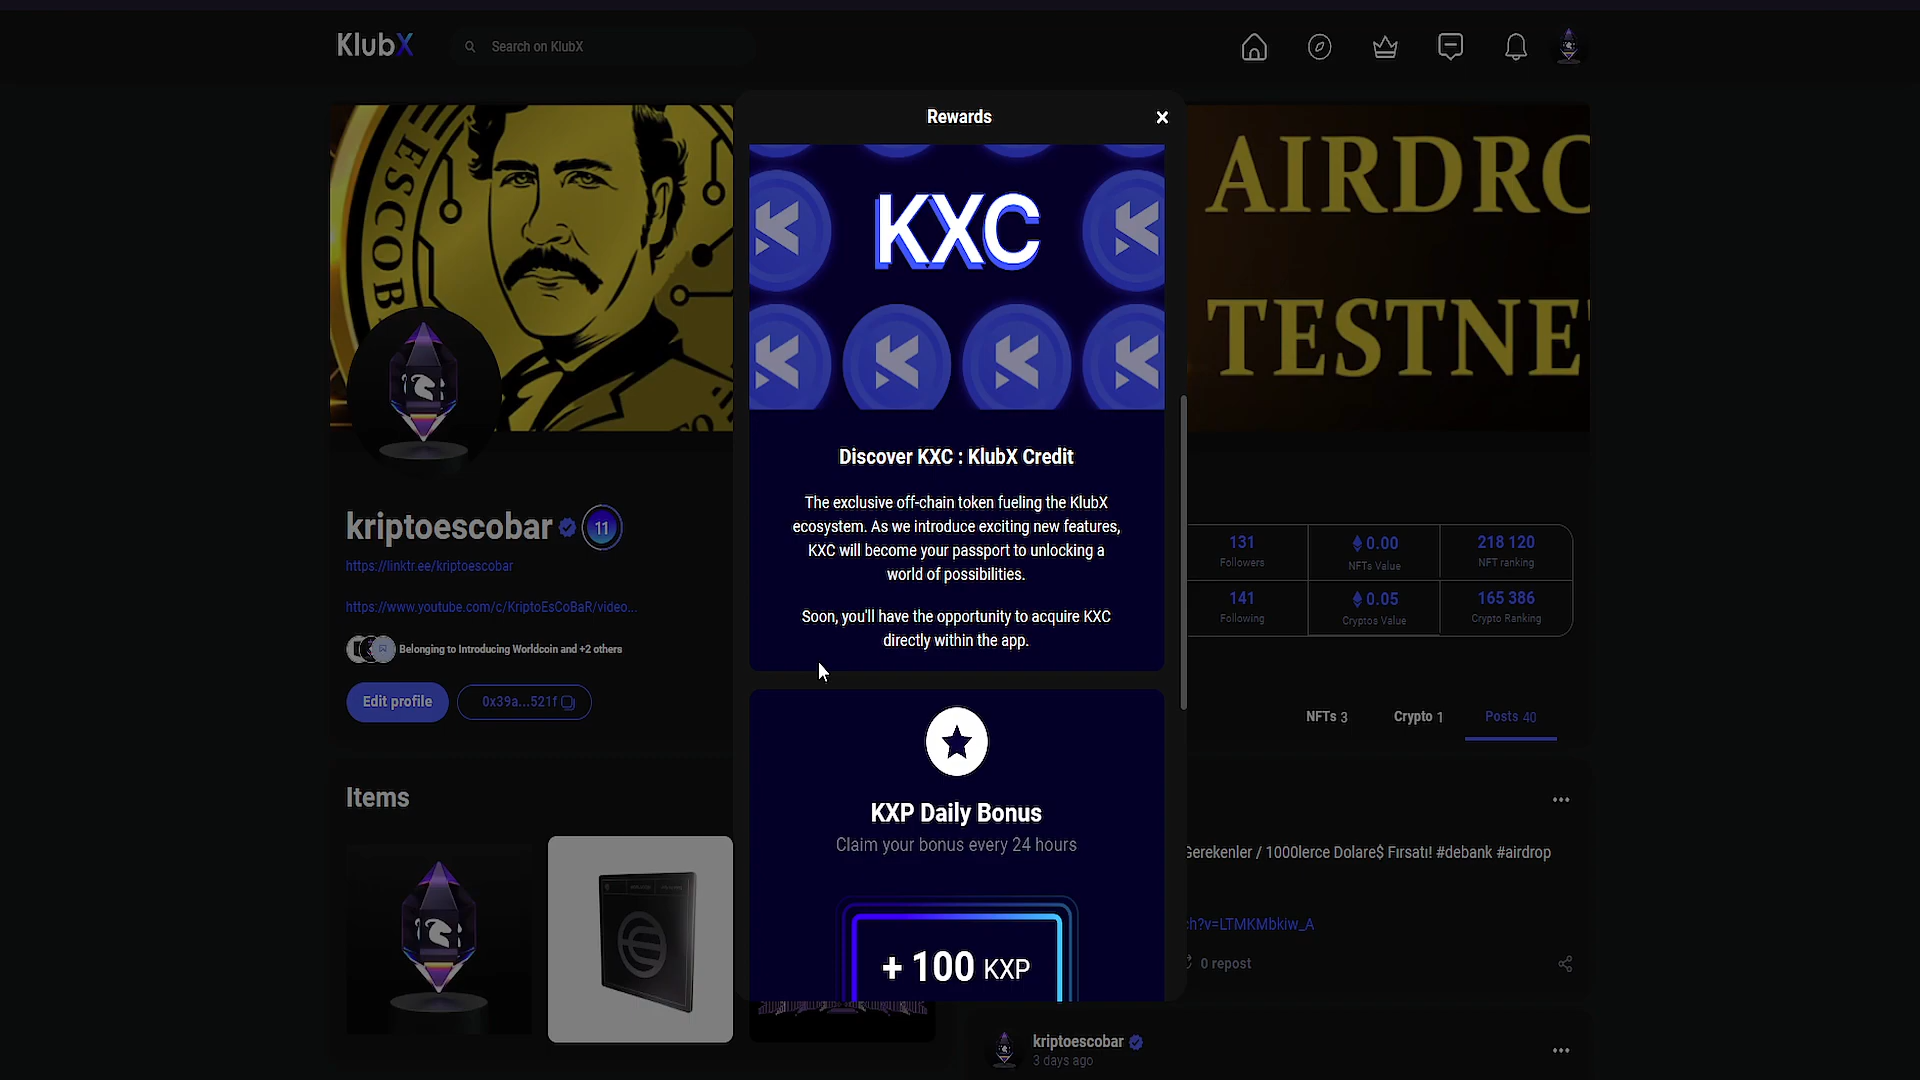 KlubX
Search on KlubX
Rewards
ESCOB
AIRDRO
TESTNE
KXC
Discover KXC : KlubX Credit
The exclusive off-chain token fueling the KlubX
ecosystem. As we introduce exciting new features,
KXC will become your passport to unlocking a
world of possibilities.
Soon, you'll have the opportunity to acquire KXC
directly within the app.
kriptoescobar
11
https://linktr.ee/kriptoescobar
https://www.youtube.com/c/KriptoEsCoBaR/video...
Belonging to Introducing Worldcoin and +2 others
Edit profile
0x39a...521f
131
Followers
0.00
NFTs Value
218 120
NFT ranking
141
Following
0.05
Cryptos Value
165 386
Crypto Ranking
NFTs 3
Crypto 1
Posts 40
Items
KXP Daily Bonus
Claim your bonus every 24 hours
+ 100 KXP
Gerekenler / 1000lerce Dolare$ Fırsatı! #debank #airdrop
ch?v=LTMKMbkiw_A
0 repost
kriptoescobar
3 days ago